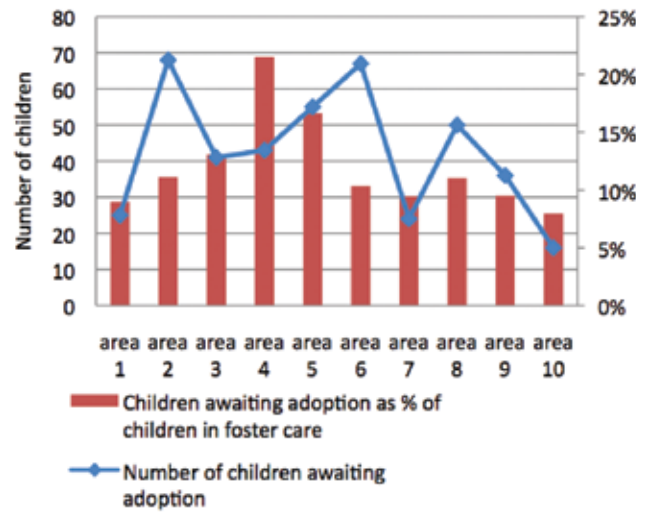 80
70
60
50
40
30
20
10
0
Number of children
25%
20%
15%
10%
5%
0%
area area area area area area area area area area
1 2 3 4 5 6 7 8 9 10
Children awaiting adoption as % of
children in foster care
Number of children awaiting
adoption